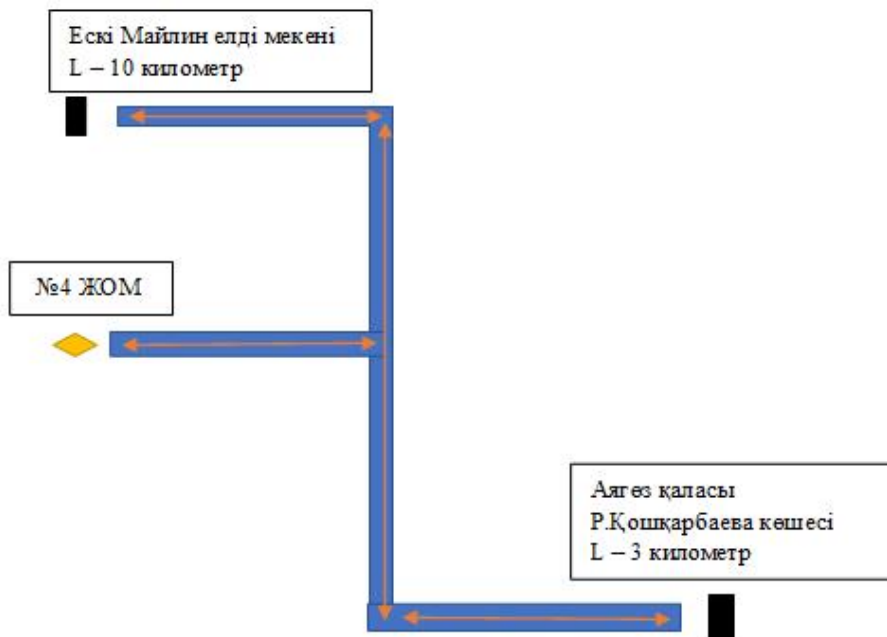 Ескі Майлин елді мекені
L – 10 километр
№4 ЖОМ
Аягөз қаласы
Р.Қошқарбаева көшесі
L – 3 километр